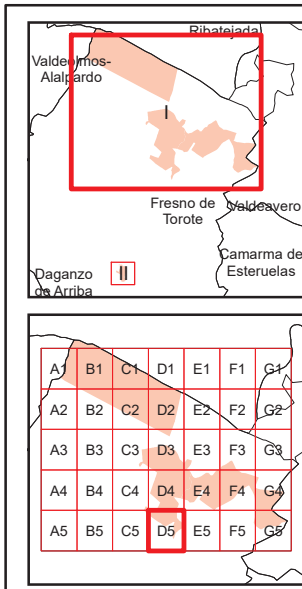 Ribatejada
Valdeolmos-
Alalpardo
I
Fresno de
Torote
Valdeavero
Camarma de
Esteruelas
Daganzo
de Arriba
II
A1 B1 C1 D1 E1 F1 G1
A2 B2 C2 D2 E2 F2 G2
A3 B3 C3 D3 E3 F3 G3
A4 B4 C4 D4 E4 F4 G4
A5 B5 C5 D5 E5 F5 G5